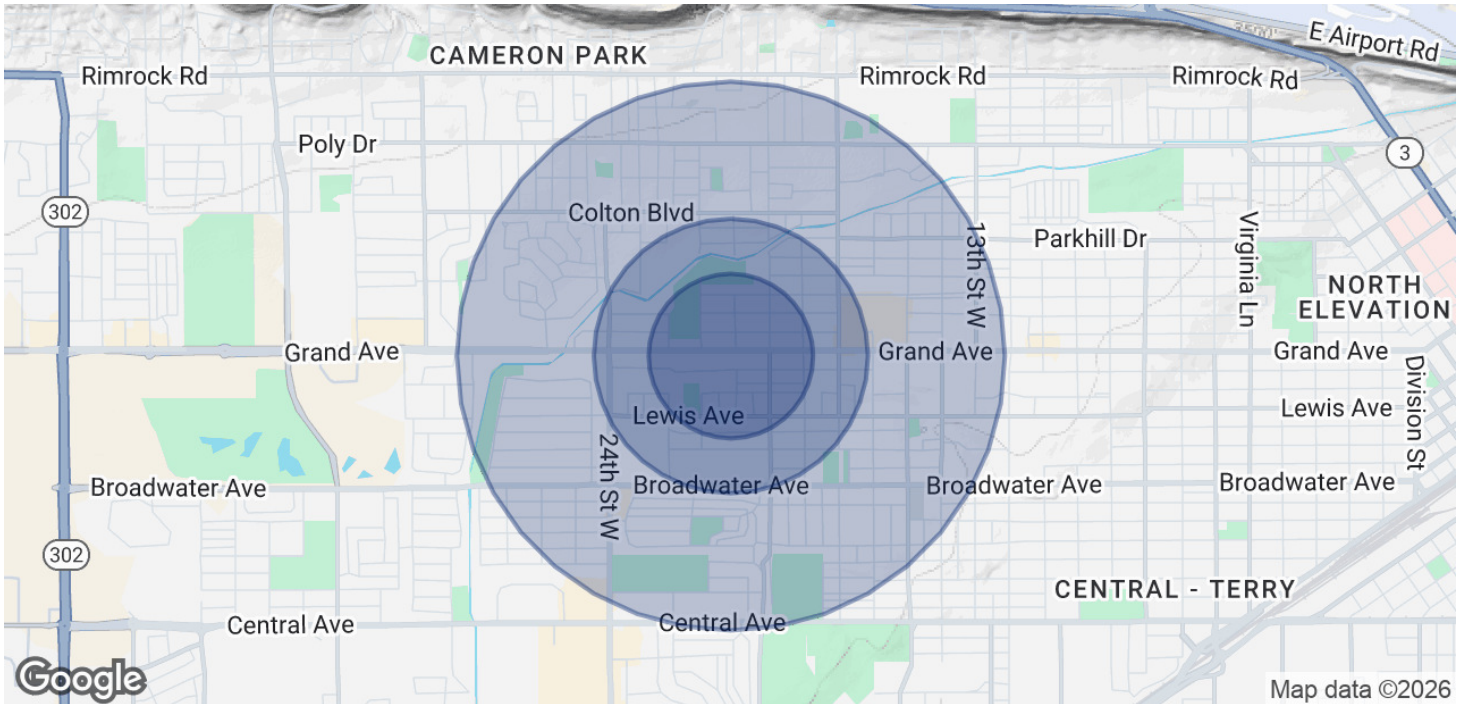 E Airport Rd
CAMERON PARK
Rimrock Rd
Rimrock Rd
Rimrock Rd
Poly Dr
3
302
Colton Blvd
Parkhill Dr
13th St W
Virginia Ln
NORTH
ELEVATION
Grand Ave
Grand Ave
Grand Ave
Division St
Lewis Ave
Lewis Ave
24th St W
Broadwater Ave
Broadwater Ave
Broadwater Ave
Broadwater Ave
302
CENTRAL - TERRY
Central Ave
Central Ave
Google
Map data ©2026